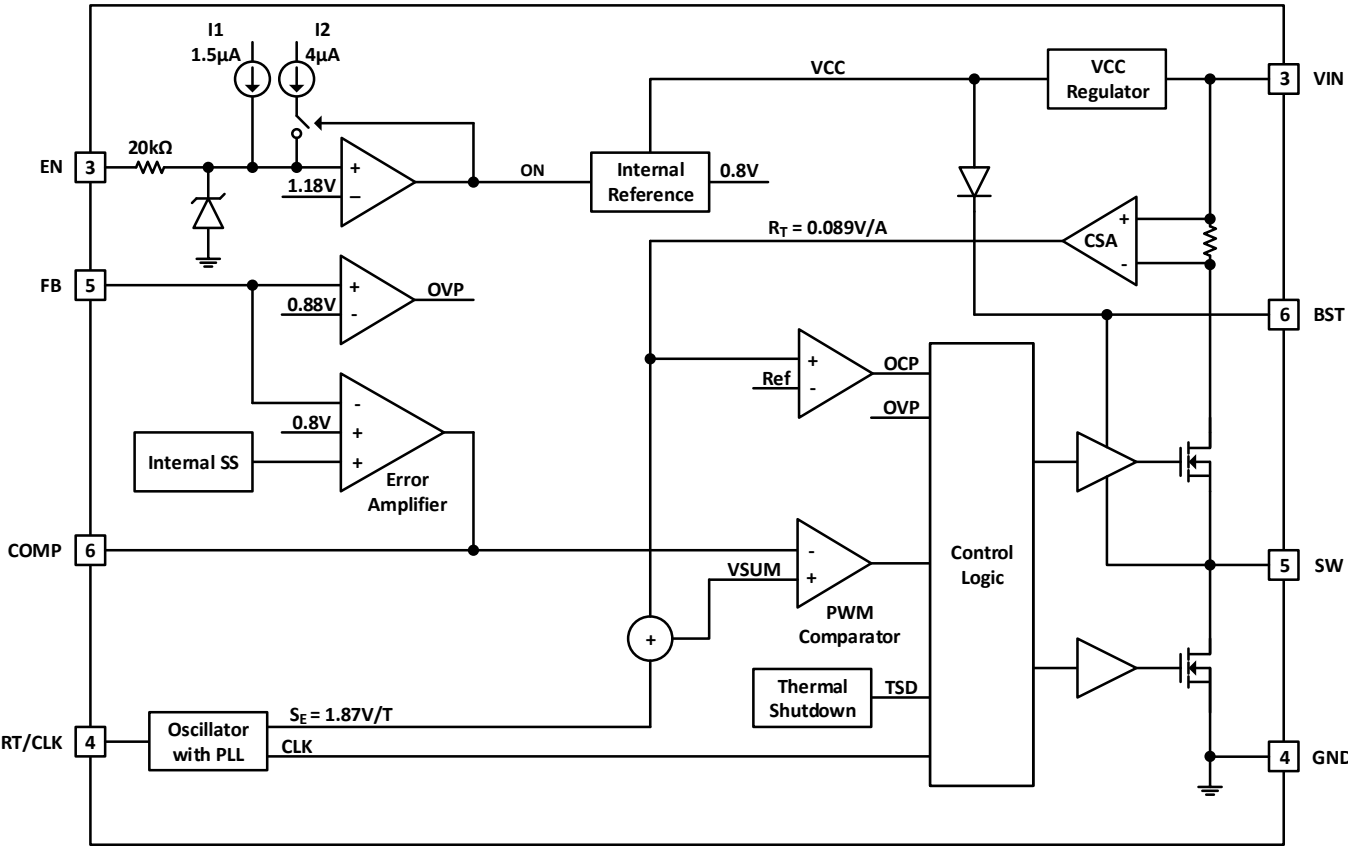 I1
1.5µA
I2
4µA
VCC
VCC
Regulator
3
VIN
EN
3
20kΩ
1.18V
+
−
ON
Internal
Reference
0.8V
RT = 0.089V/A
CSA
+
-
FB
5
0.88V
+
-
OVP
6
BST
Ref
+
-
OCP
OVP
0.8V
-
+
+
Internal SS
Error
Amplifier
COMP
6
VSUM
-
+
PWM
Comparator
Control
Logic
5
SW
+
Thermal
Shutdown
TSD
RT/CLK
4
Oscillator
with PLL
SE = 1.87V/T
CLK
4
GND